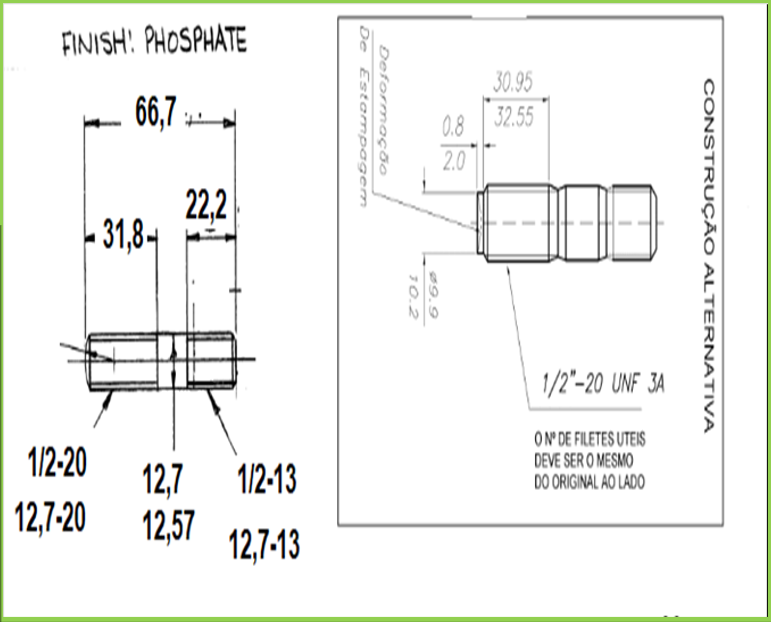 FINISH: PHOSPHATE
66,7
22,2
31,8
1/2-20
12,7-20
12,7
12,57
1/2-13
12,7-13
CONSTRUÇÃO ALTERNATIVA
Deformação
De Estampagem
30.95
32.55
0.8
2.0
ø9.9
10.2
1/2"-20 UNF 3A
O Nº DE FILETES UTEIS
DEVE SER O MESMO
DO ORIGINAL AO LADO